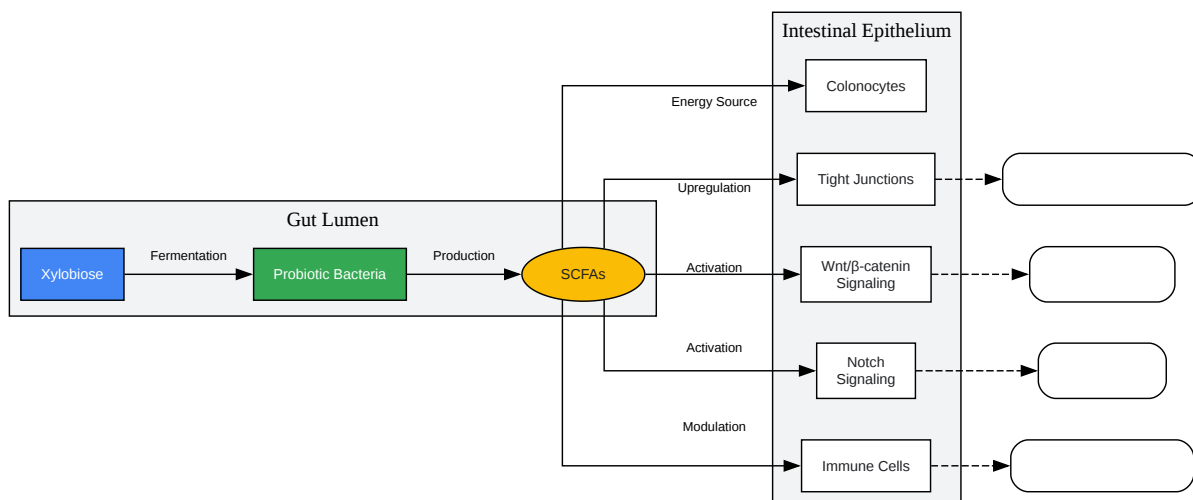 Intestinal Epithelium
Colonocytes
Energy Source
Tight Junctions
Upregulation
Gut Lumen
Xylobiose
Fermentation
Probiotic Bacteria
Production
SCFAs
Activation
Wnt/β-catenin
Signaling
Activation
Notch
Signaling
Modulation
Immune Cells